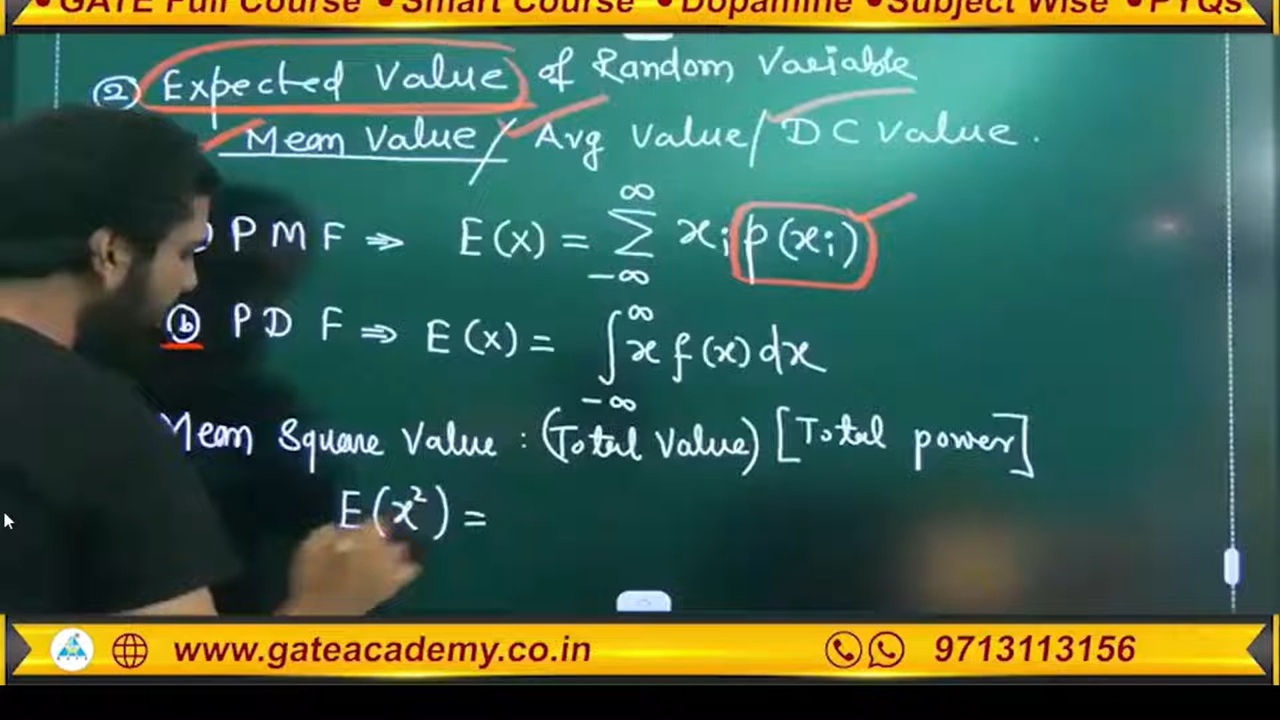 •GATE Full Course •Smart Course •Dopamine •Subject Wise •PYQs
(2) Expected Value of Random Variable
Mean Value / Avg Value / DC Value.
) PMF ⇒ E(x) = ∑_{-∞}^{∞} x_i p(x_i)
(b) PDF ⇒ E(x) = ∫_{-∞}^{∞} x f(x) dx
Mean Square Value : (Total Value) [Total power]
E(x²) =
www.gateacademy.co.in 9713113156